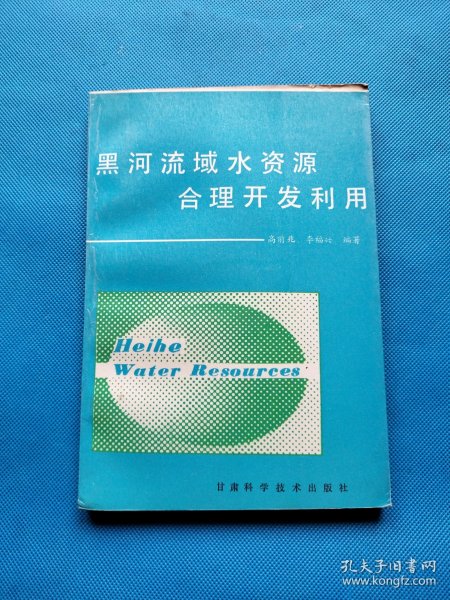 黑河流域水资源
合理开发利用
高前兆 李福兴 编著
Heihe
Water Resources
甘肃科学技术出版社
孔夫子旧书网
www.kongfz.com